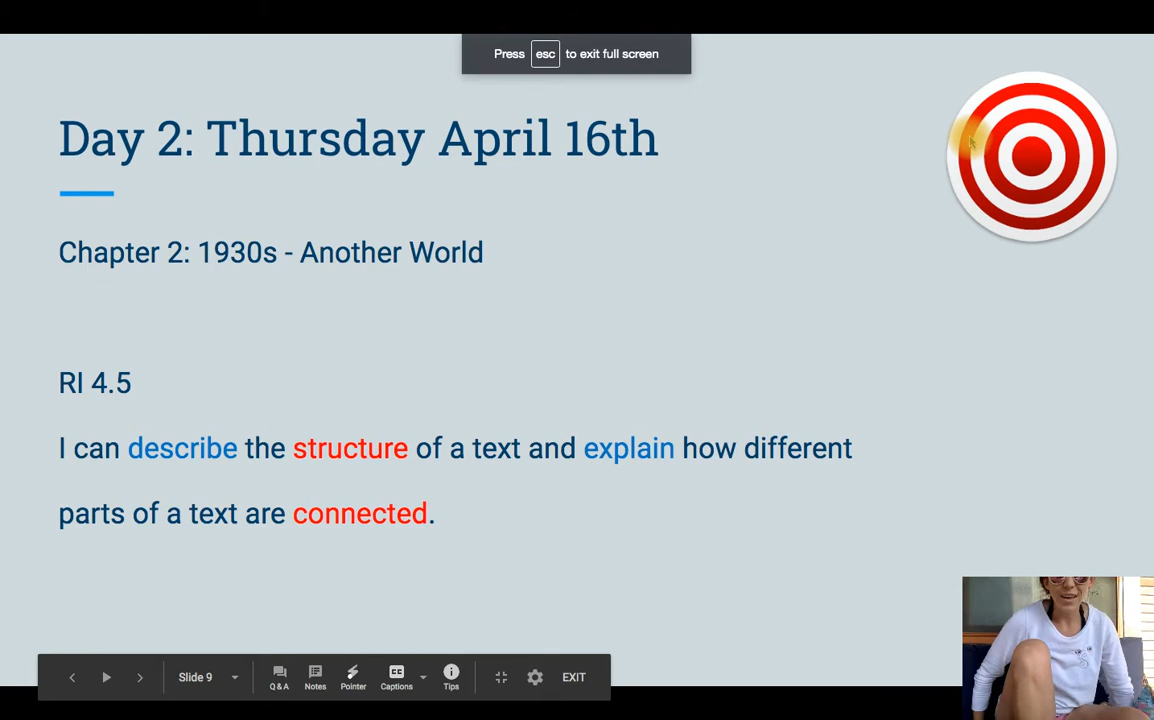 Press esc to exit full screen
Day 2: Thursday April 16th
Chapter 2: 1930s - Another World
RI 4.5
I can describe the structure of a text and explain how different
parts of a text are connected.
Slide 9
Q & A
Notes
Pointer
Captions
Tips
EXIT